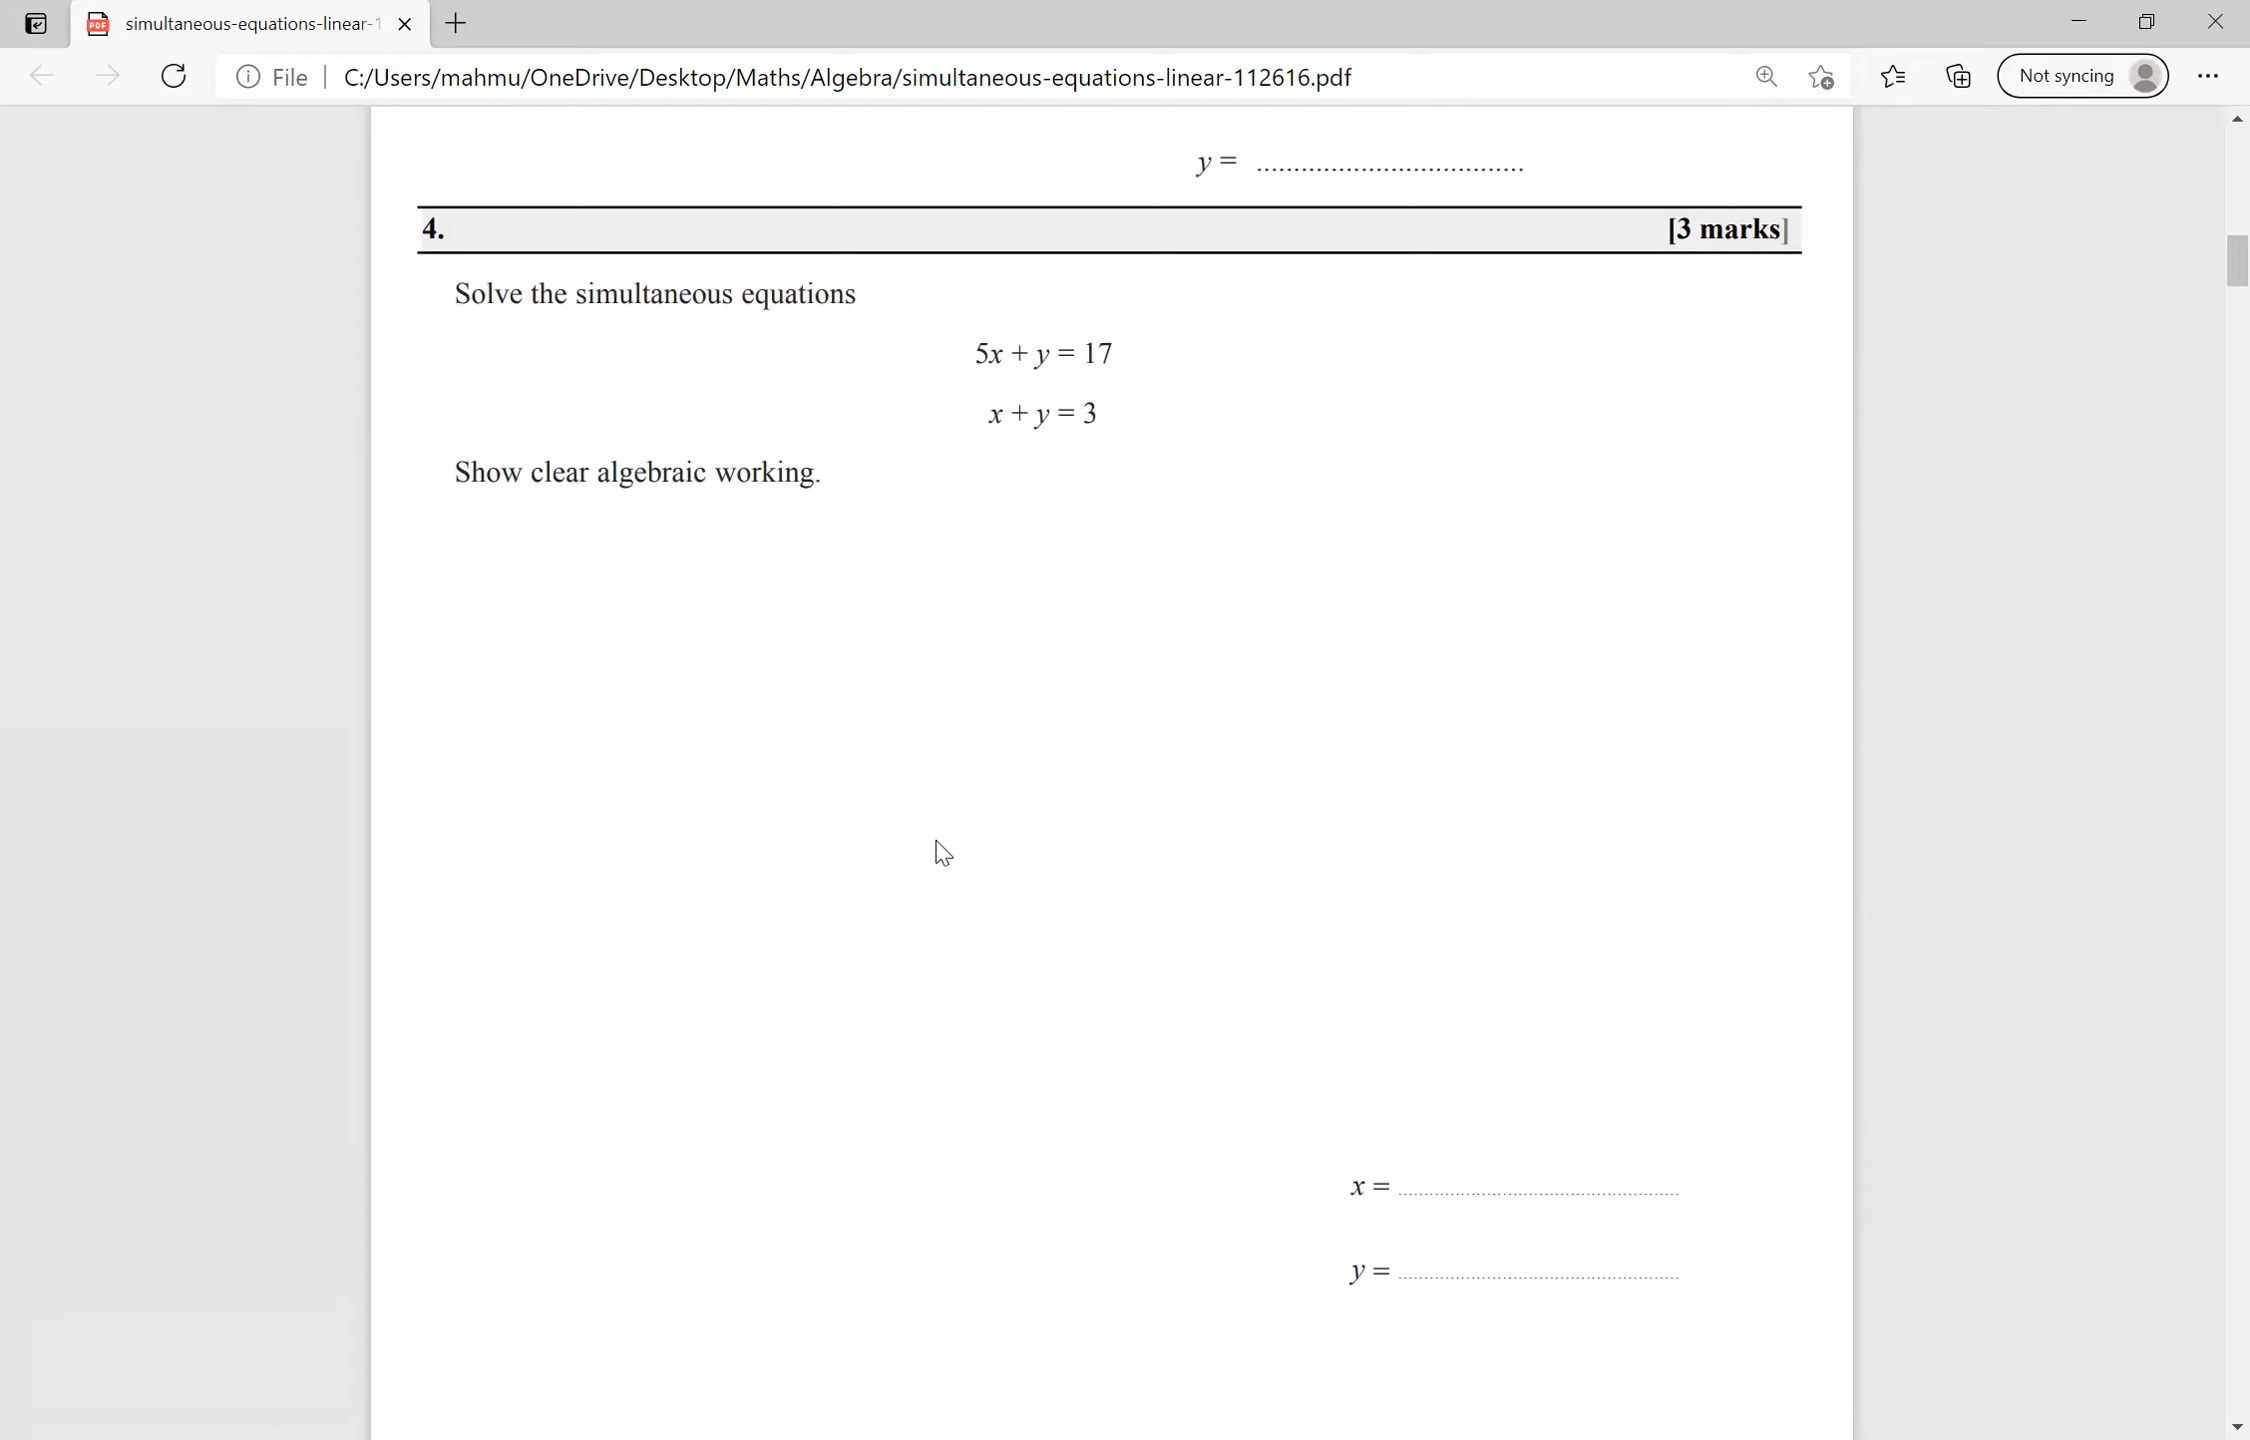 simultaneous-equations-linear-1
File
C:/Users/mahmu/OneDrive/Desktop/Maths/Algebra/simultaneous-equations-linear-112616.pdf
Not syncing
y = ....................................
4. [3 marks]
Solve the simultaneous equations
5x + y = 17
x + y = 3
Show clear algebraic working.
x = ....................................................
y = ....................................................